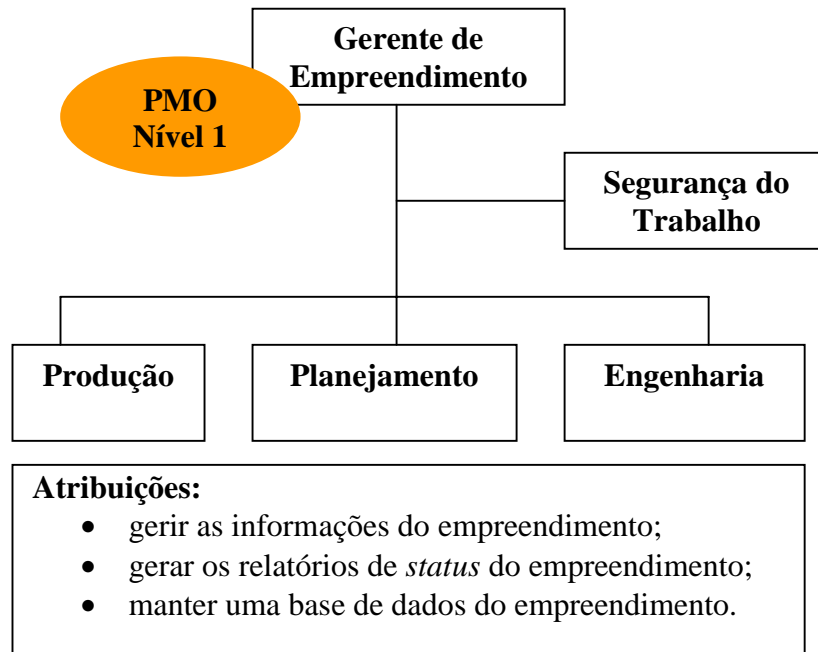 Gerente de
Empreendimento
PMO
Nível 1
Segurança do
Trabalho
Produção
Planejamento
Engenharia
Atribuições:
• gerir as informações do empreendimento;
• gerar os relatórios de status do empreendimento;
• manter uma base de dados do empreendimento.